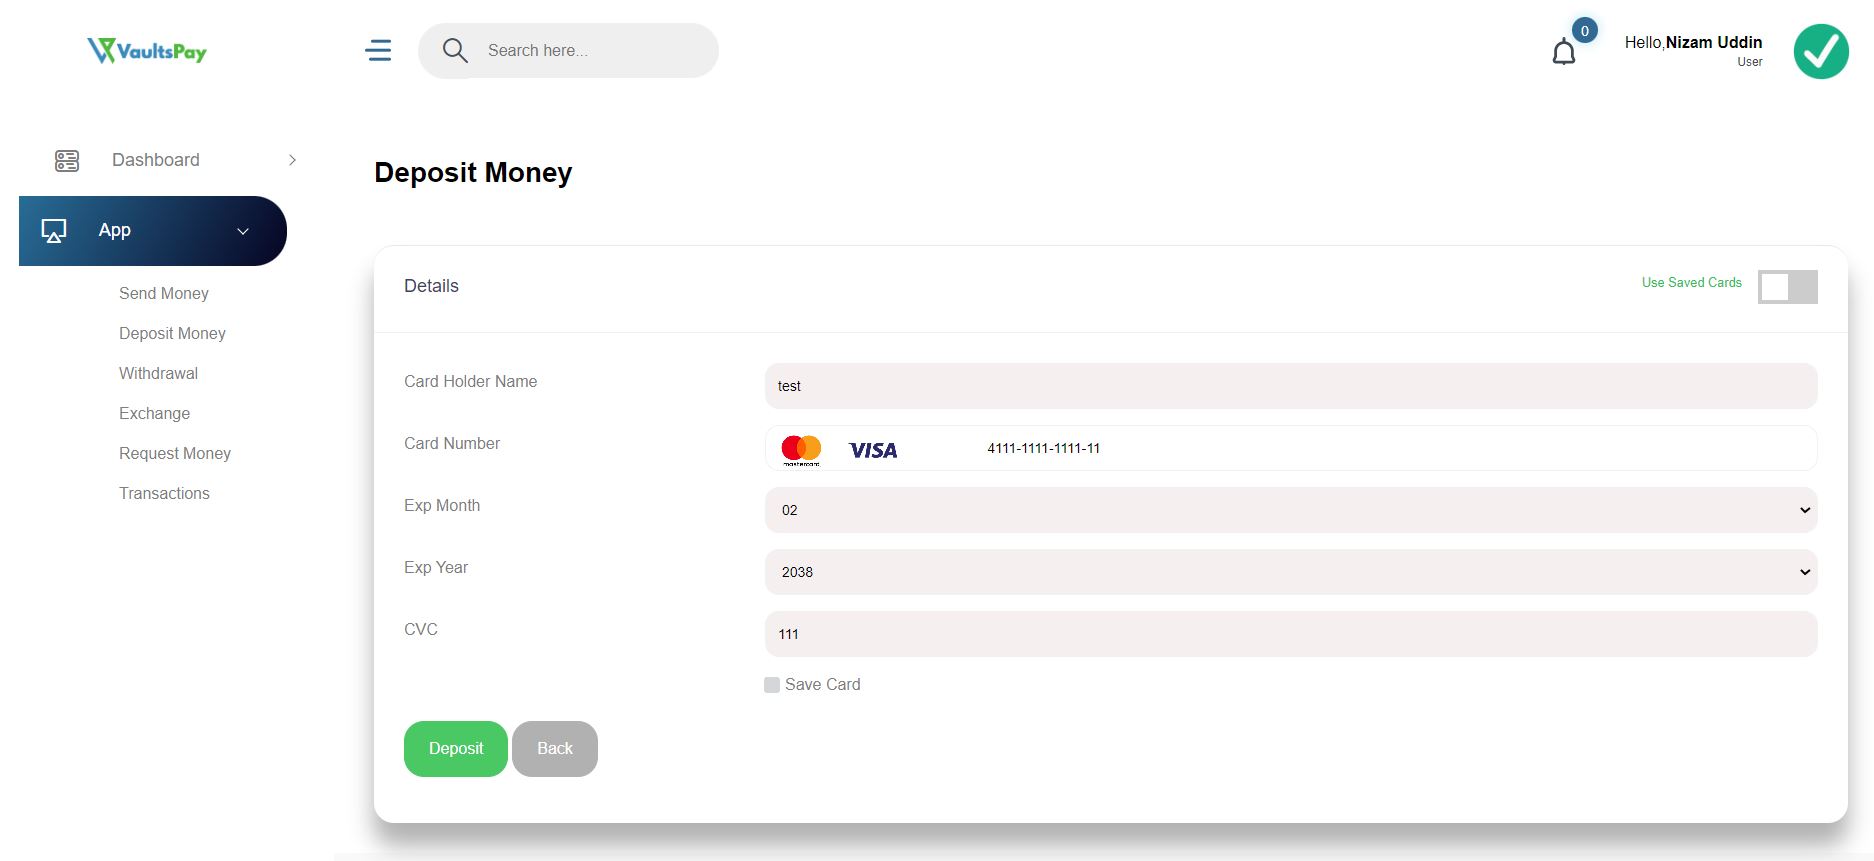 VaultsPay
Search here...
0
Hello,Nizam Uddin
User
Dashboard
App
Send Money
Deposit Money
Withdrawal
Exchange
Request Money
Transactions
Deposit Money
Details
Use Saved Cards
Card Holder Name
test
Card Number
mastercard
VISA
4111-1111-1111-11
Exp Month
02
Exp Year
2038
CVC
111
Save Card
Deposit
Back